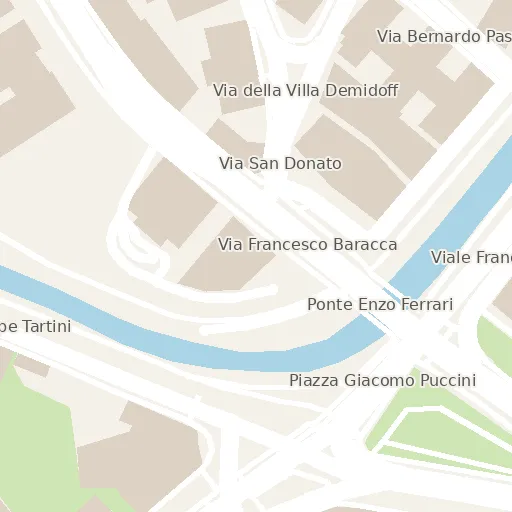 Via Bernardo Pas
Via della Villa Demidoff
Via San Donato
Via Francesco Baracca
Viale Franc
Ponte Enzo Ferrari
pe Tartini
Piazza Giacomo Puccini